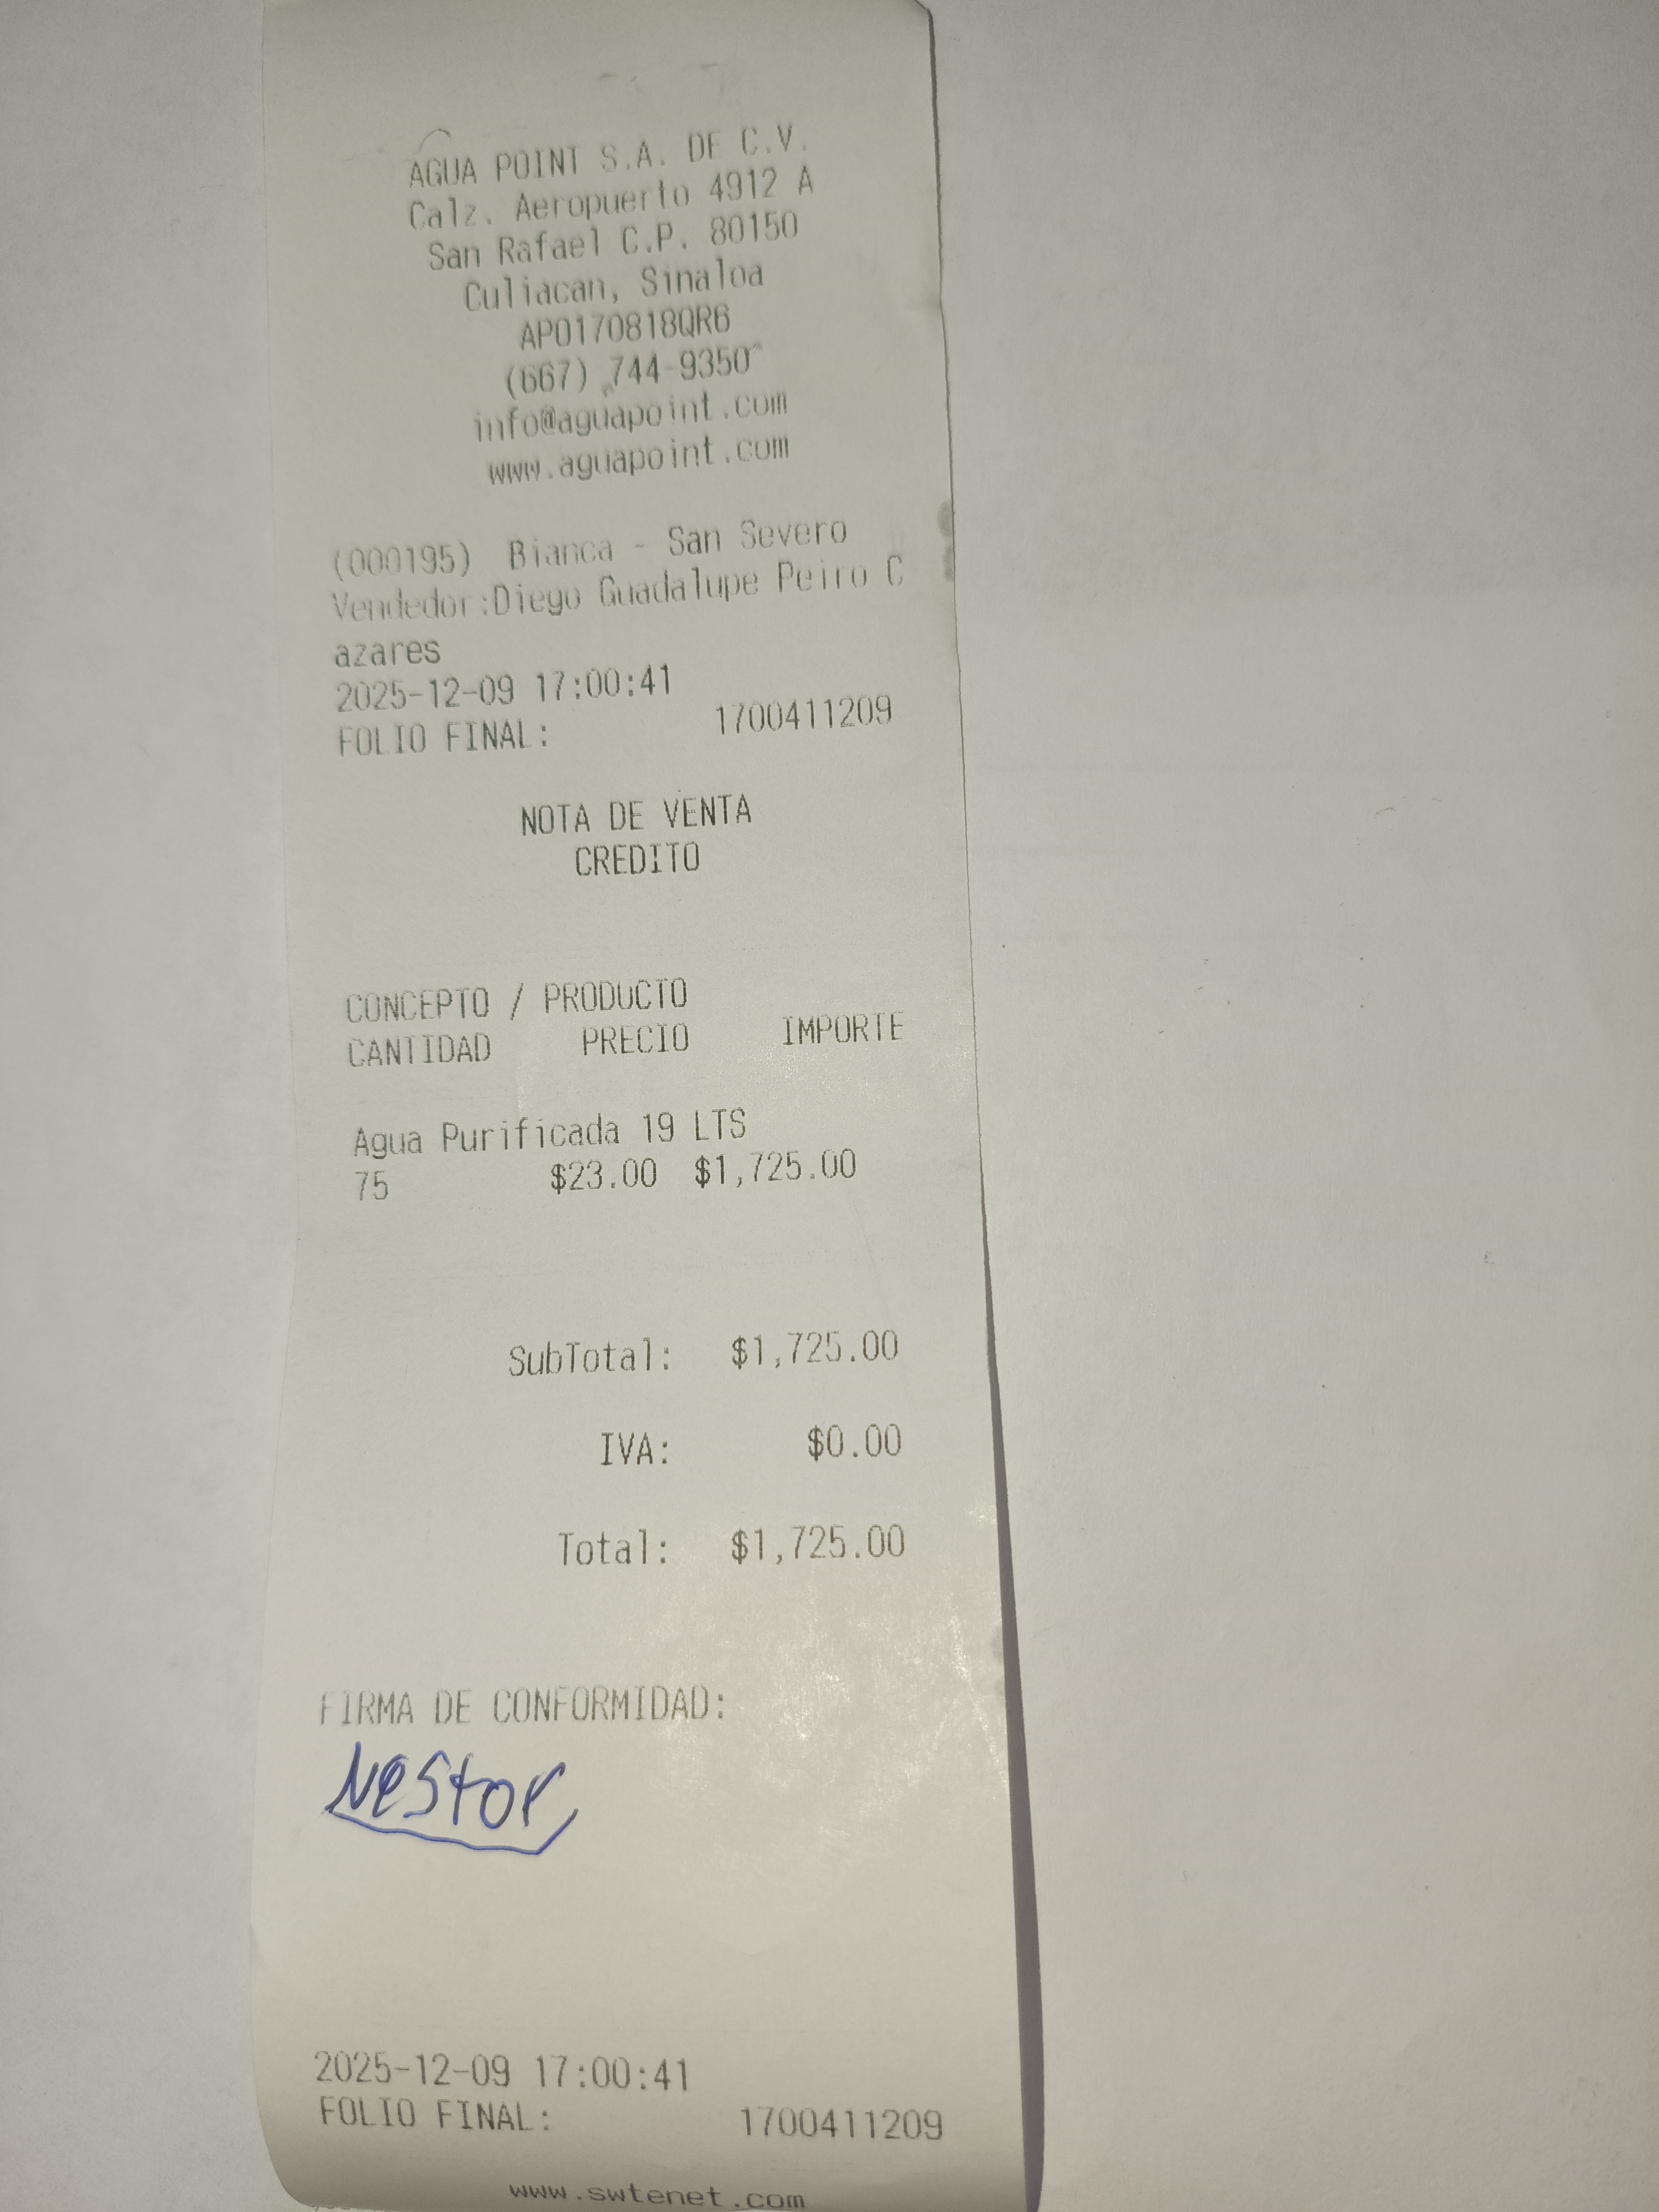 AGUA POINT S.A. DE C.V.
Calz. Aeropuerto 4912 A
San Rafael C.P. 80150
Culiacan, Sinaloa
APO170818QR6
(667) 744-9350
info@aguapoint.com
www.aguapoint.com
(000195) Bianca - San Severo
Vendedor:Diego Guadalupe Peiro C
azares
2025-12-09 17:00:41
FOLIO FINAL: 1700411209
NOTA DE VENTA
CREDITO
CONCEPTO / PRODUCTO
CANTIDAD PRECIO IMPORTE
Agua Purificada 19 LTS
75 $23.00 $1,725.00
SubTotal: $1,725.00
IVA: $0.00
Total: $1,725.00
FIRMA DE CONFORMIDAD:
Nestor
2025-12-09 17:00:41
FOLIO FINAL: 1700411209
www.swtenet.com